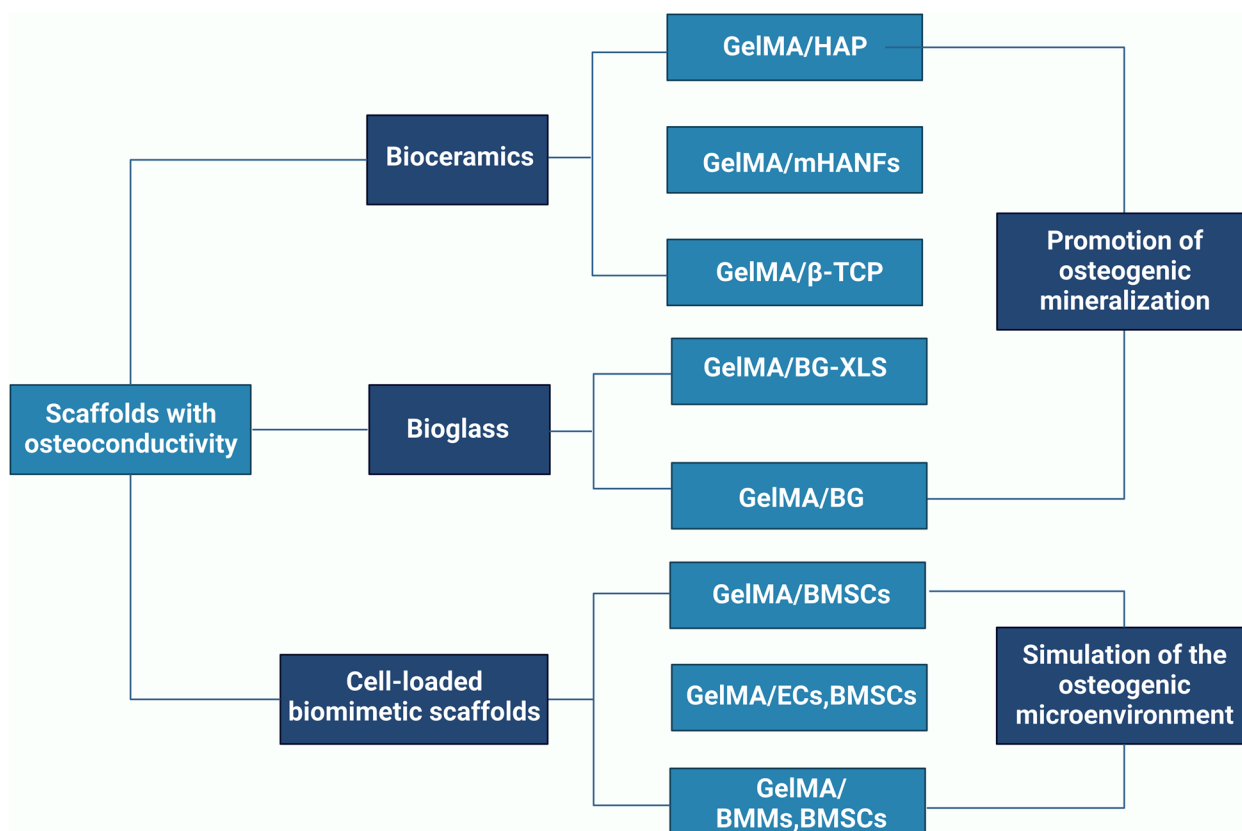 GelMA/HAP
Bioceramics
GelMA/mHANFs
GelMA/β-TCP
Promotion of
osteogenic
mineralization
GelMA/BG-XLS
Scaffolds with
osteoconductivity
Bioglass
GelMA/BG
GelMA/BMSCs
Cell-loaded
biomimetic scaffolds
GelMA/ECs,BMSCs
Simulation of the
osteogenic
microenvironment
GelMA/
BMMs,BMSCs